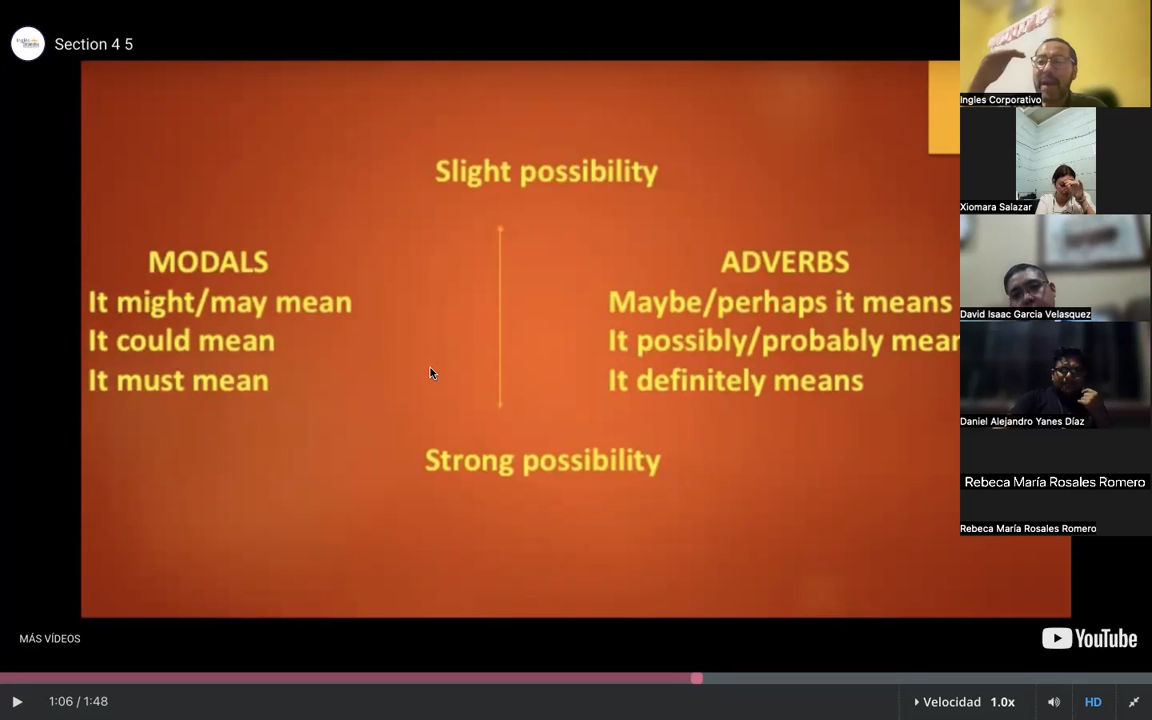 Section 4 5
Slight possibility
MODALS
It might/may mean
It could mean
It must mean
ADVERBS
Maybe/perhaps it means
It possibly/probably mean
It definitely means
Strong possibility
MÁS VÍDEOS
YouTube
1:06 / 1:48
Velocidad 1.0x
HD
Ingles Corporativo
Xiomara Salazar
David Isaac Garcia Velasquez
Daniel Alejandro Yanes Díaz
Rebeca María Rosales Romero
Rebeca María Rosales Romero